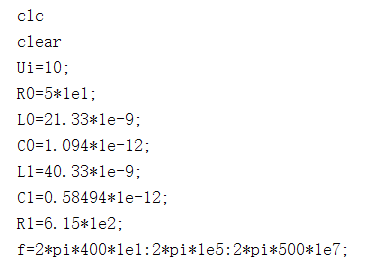 clc
clear
Ui=10;
R0=5*1e1;
L0=21.33*1e-9;
C0=1.094*1e-12;
L1=40.33*1e-9;
C1=0.58494*1e-12;
R1=6.15*1e2;
f=2*pi*400*1e1:2*pi*1e5:2*pi*500*1e7;